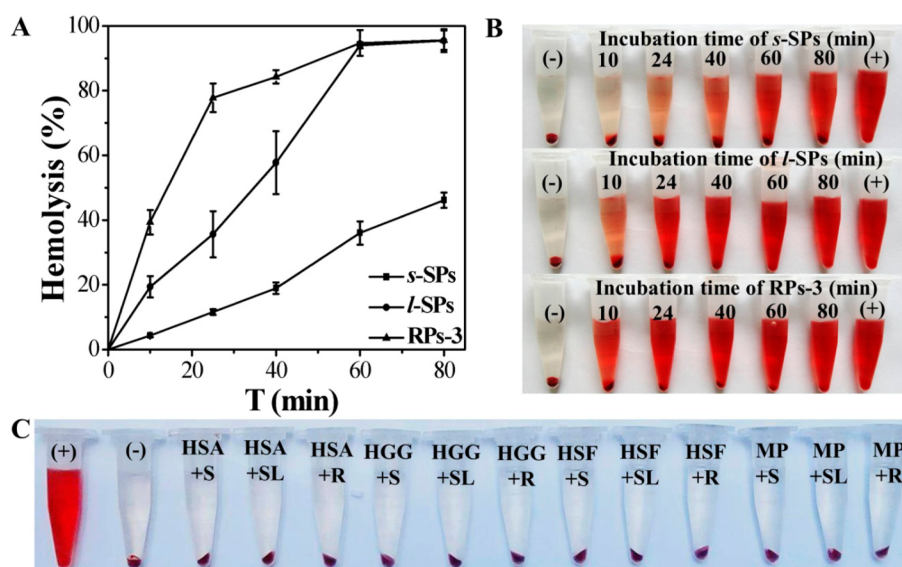 A
Hemolysis (%)
100
80
60
40
20
0
s-SPs
l-SPs
RPs-3
0 20 40 60 80
T (min)
B
Incubation time of s-SPs (min)
(-) 10 24 40 60 80 (+)
Incubation time of l-SPs (min)
(-) 10 24 40 60 80 (+)
Incubation time of RPs-3 (min)
(-) 10 24 40 60 80 (+)
C
(+) (-) HSA HSA HSA HGG HGG HGG HSF HSF HSF MP MP MP
+S +SL +R +S +SL +R +S +SL +R +S +SL +R